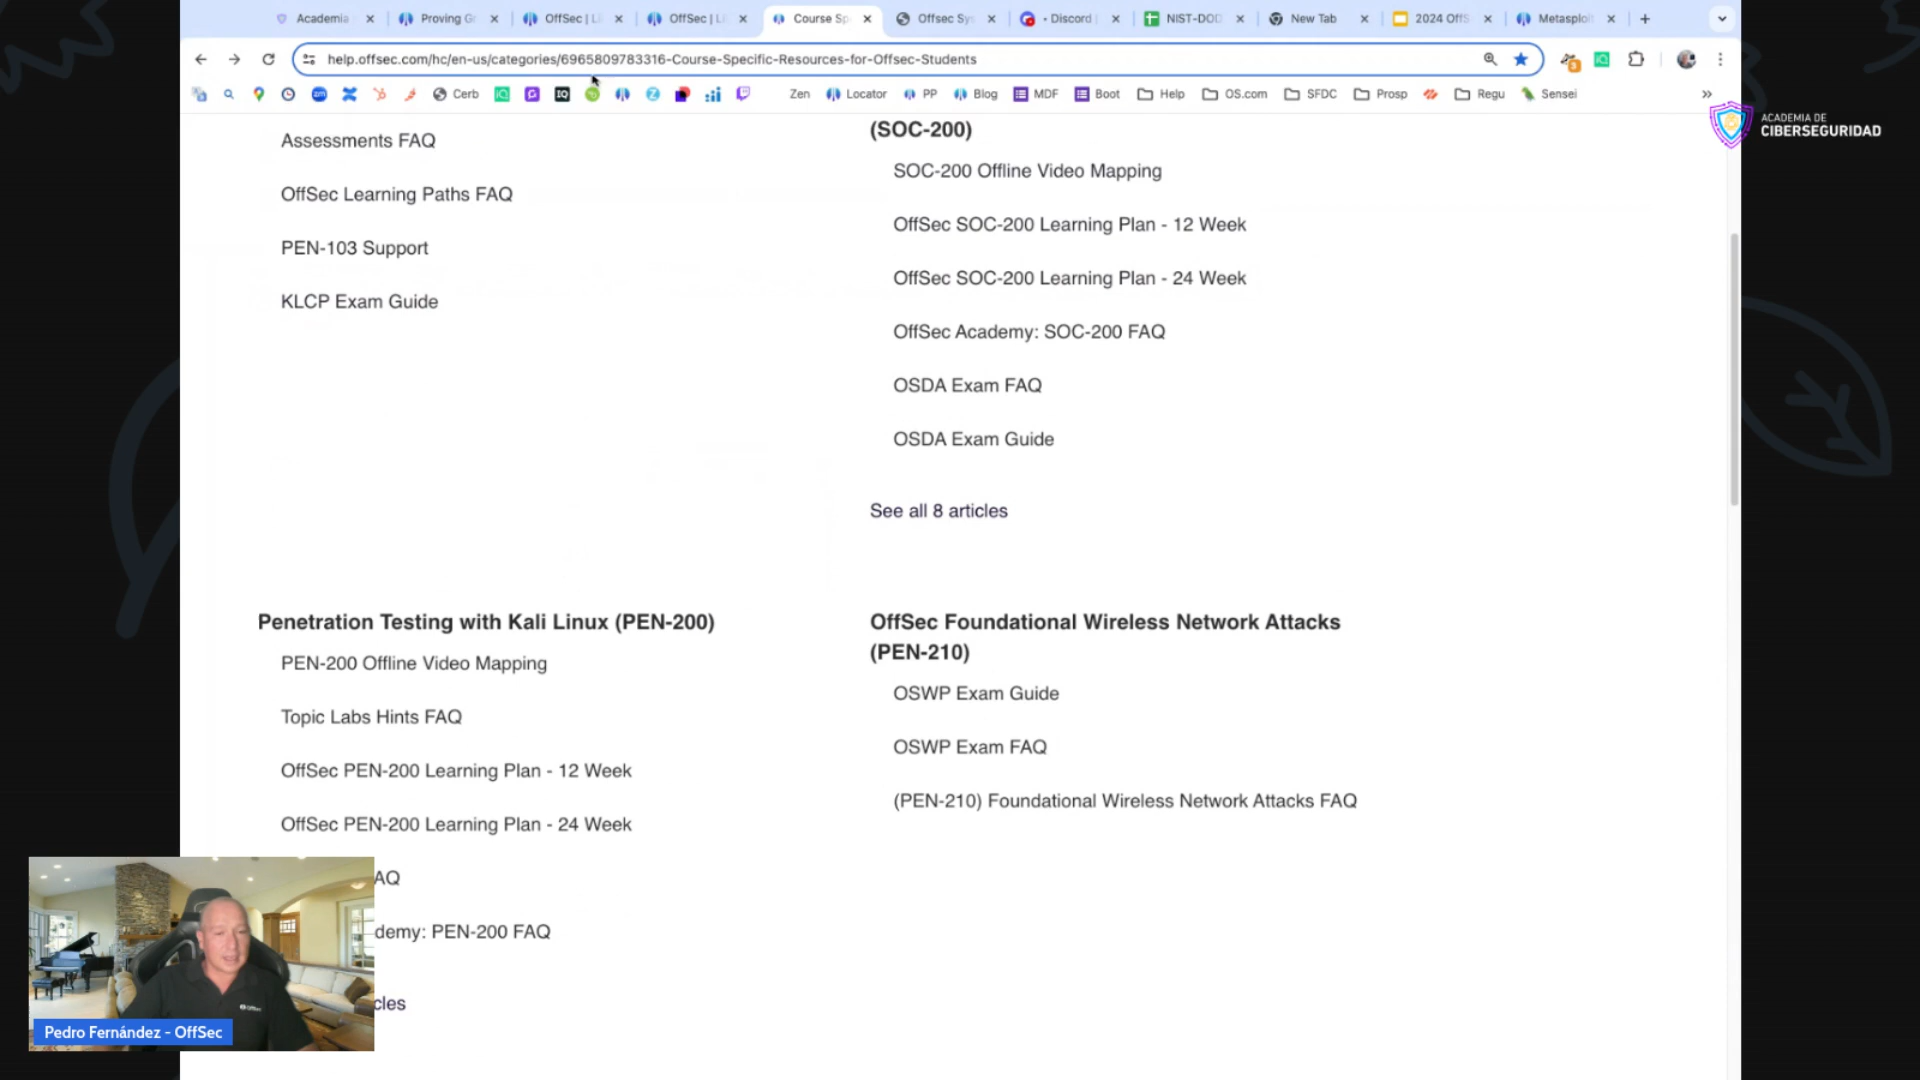 Academia
Proving G
OffSec | Li
OffSec | Li
Course Sp
Offsec Sys
• Discord |
NIST-DOD
New Tab
2024 OffS
Metasploit
help.offsec.com/hc/en-us/categories/6965809783316-Course-Specific-Resources-for-Offsec-Students
Cerb
Zen
Locator
PP
Blog
MDF
Boot
Help
OS.com
SFDC
Prosp
Regu
Sensei
»
ACADEMIA DE
CIBERSEGURIDAD
Assessments FAQ
OffSec Learning Paths FAQ
PEN-103 Support
KLCP Exam Guide
(SOC-200)
SOC-200 Offline Video Mapping
OffSec SOC-200 Learning Plan - 12 Week
OffSec SOC-200 Learning Plan - 24 Week
OffSec Academy: SOC-200 FAQ
OSDA Exam FAQ
OSDA Exam Guide
See all 8 articles
Penetration Testing with Kali Linux (PEN-200)
PEN-200 Offline Video Mapping
Topic Labs Hints FAQ
OffSec PEN-200 Learning Plan - 12 Week
OffSec PEN-200 Learning Plan - 24 Week
AQ
demy: PEN-200 FAQ
cles
OffSec Foundational Wireless Network Attacks
(PEN-210)
OSWP Exam Guide
OSWP Exam FAQ
(PEN-210) Foundational Wireless Network Attacks FAQ
Pedro Fernández - OffSec